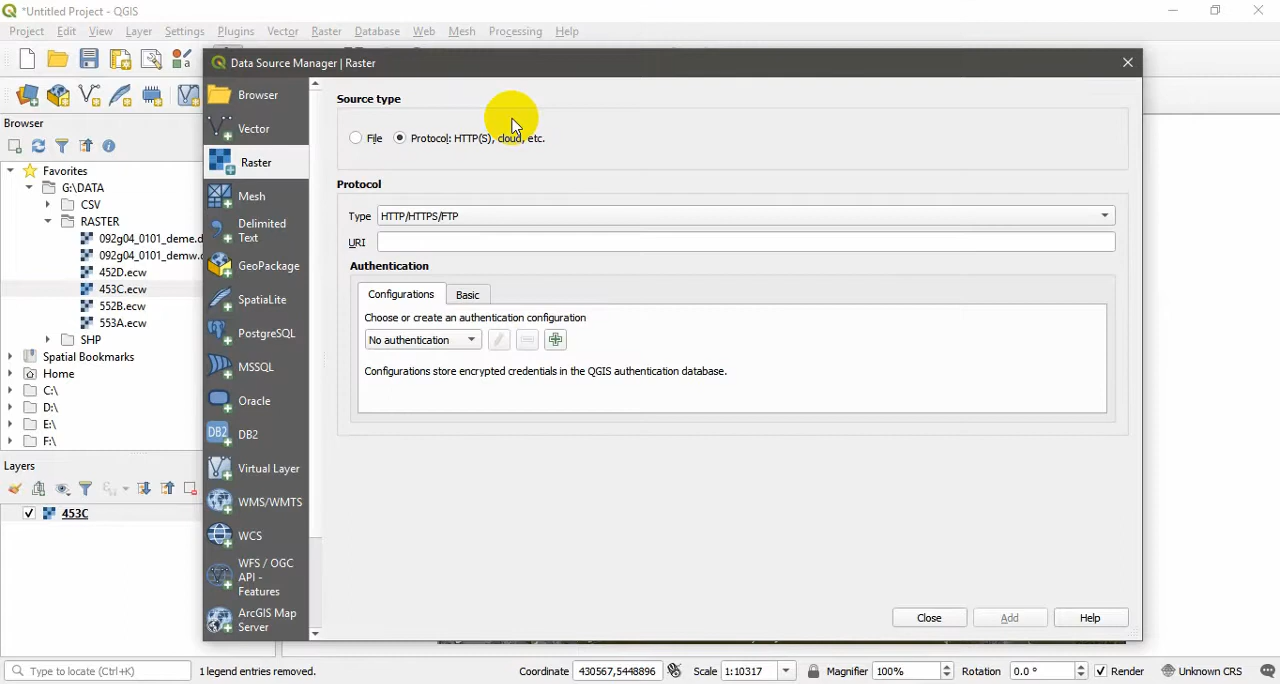 *Untitled Project - QGIS
Project Edit View Layer Settings Plugins Vector Raster Database Web Mesh Processing Help
Data Source Manager | Raster
Browser
Favorites
G:\DATA
CSV
RASTER
092g04_0101_deme.d
092g04_0101_demw.d
452D.ecw
453C.ecw
552B.ecw
553A.ecw
SHP
Spatial Bookmarks
Home
C:\
D:\
E:\
F:\
Layers
453C
Browser
Vector
Raster
Mesh
Delimited
Text
GeoPackage
SpatiaLite
PostgreSQL
MSSQL
Oracle
DB2
DB2
Virtual Layer
WMS/WMTS
WCS
WFS / OGC
API -
Features
ArcGIS Map
Server
Source type
File Protocol: HTTP(S), cloud, etc.
Protocol
Type HTTP/HTTPS/FTP
URI
Authentication
Configurations Basic
Choose or create an authentication configuration
No authentication
Configurations store encrypted credentials in the QGIS authentication database.
Close Add Help
Type to locate (Ctrl+K) 1 legend entries removed. Coordinate 430567,5448896 Scale 1:10317 Magnifier 100% Rotation 0.0 ° Render Unknown CRS